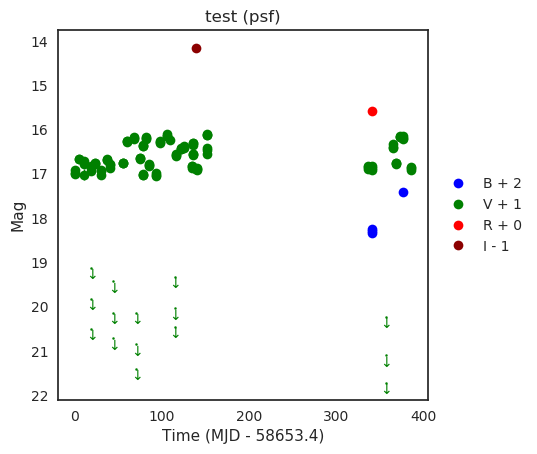 test (psf)
14
15
16
17
18
19
20
21
22
Mag
0
100
200
300
400
Time (MJD - 58653.4)
B + 2
V + 1
R + 0
I - 1